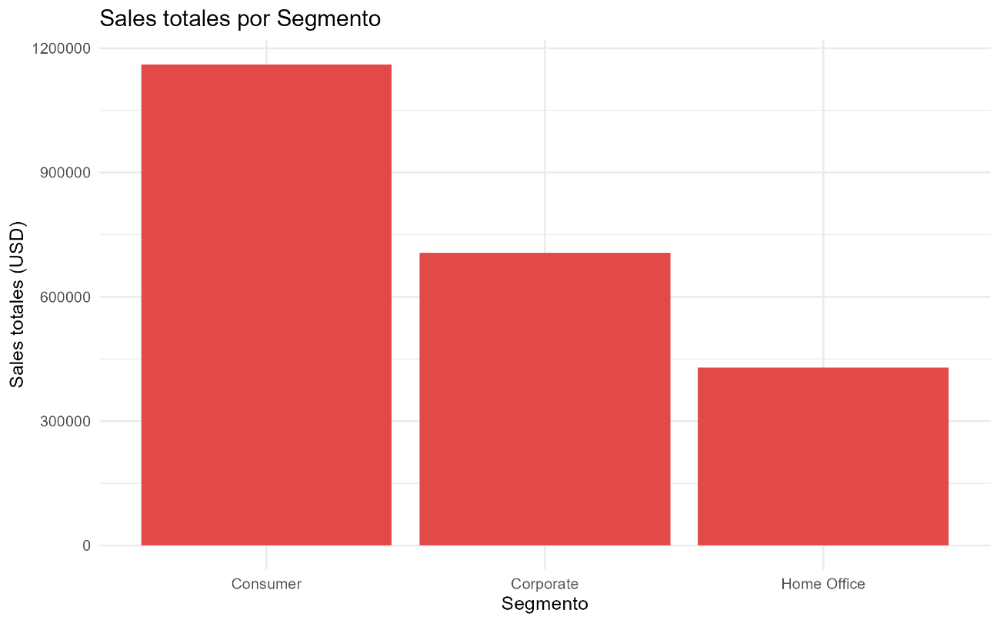 Sales totales por Segmento
Sales totales (USD)
1200000
900000
600000
300000
0
Consumer
Corporate
Home Office
Segmento